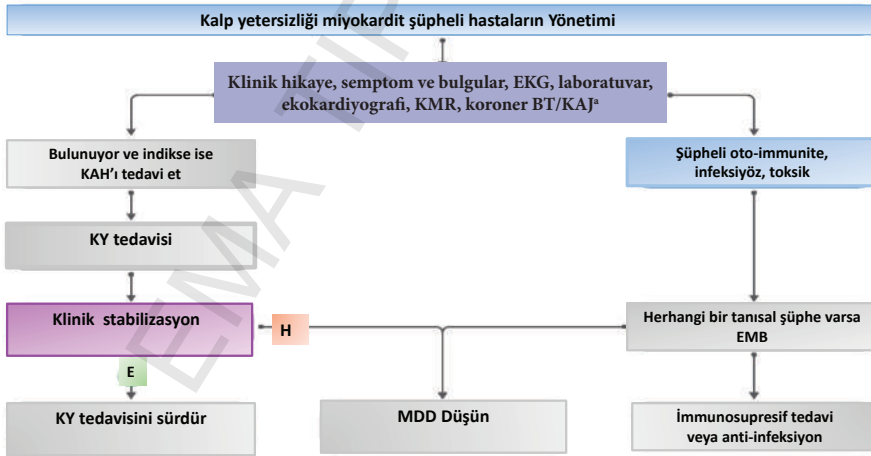 Kalp yetersizliği miyokardit şüpheli hastaların Yönetimi
Klinik hikaye, semptom ve bulgular, EKG, laboratuvar,
ekokardiyografi, KMR, koroner BT/KAJᵃ
Bulunuyor ve indikse ise
KAH'ı tedavi et
Şüpheli oto-immunite,
infeksiyöz, toksik
KY tedavisi
Klinik stabilizasyon
H
Herhangi bir tanısal şüphe varsa
EMB
E
KY tedavisini sürdür
MDD Düşün
İmmunosupresif tedavi
veya anti-infeksiyon
EMA TIP